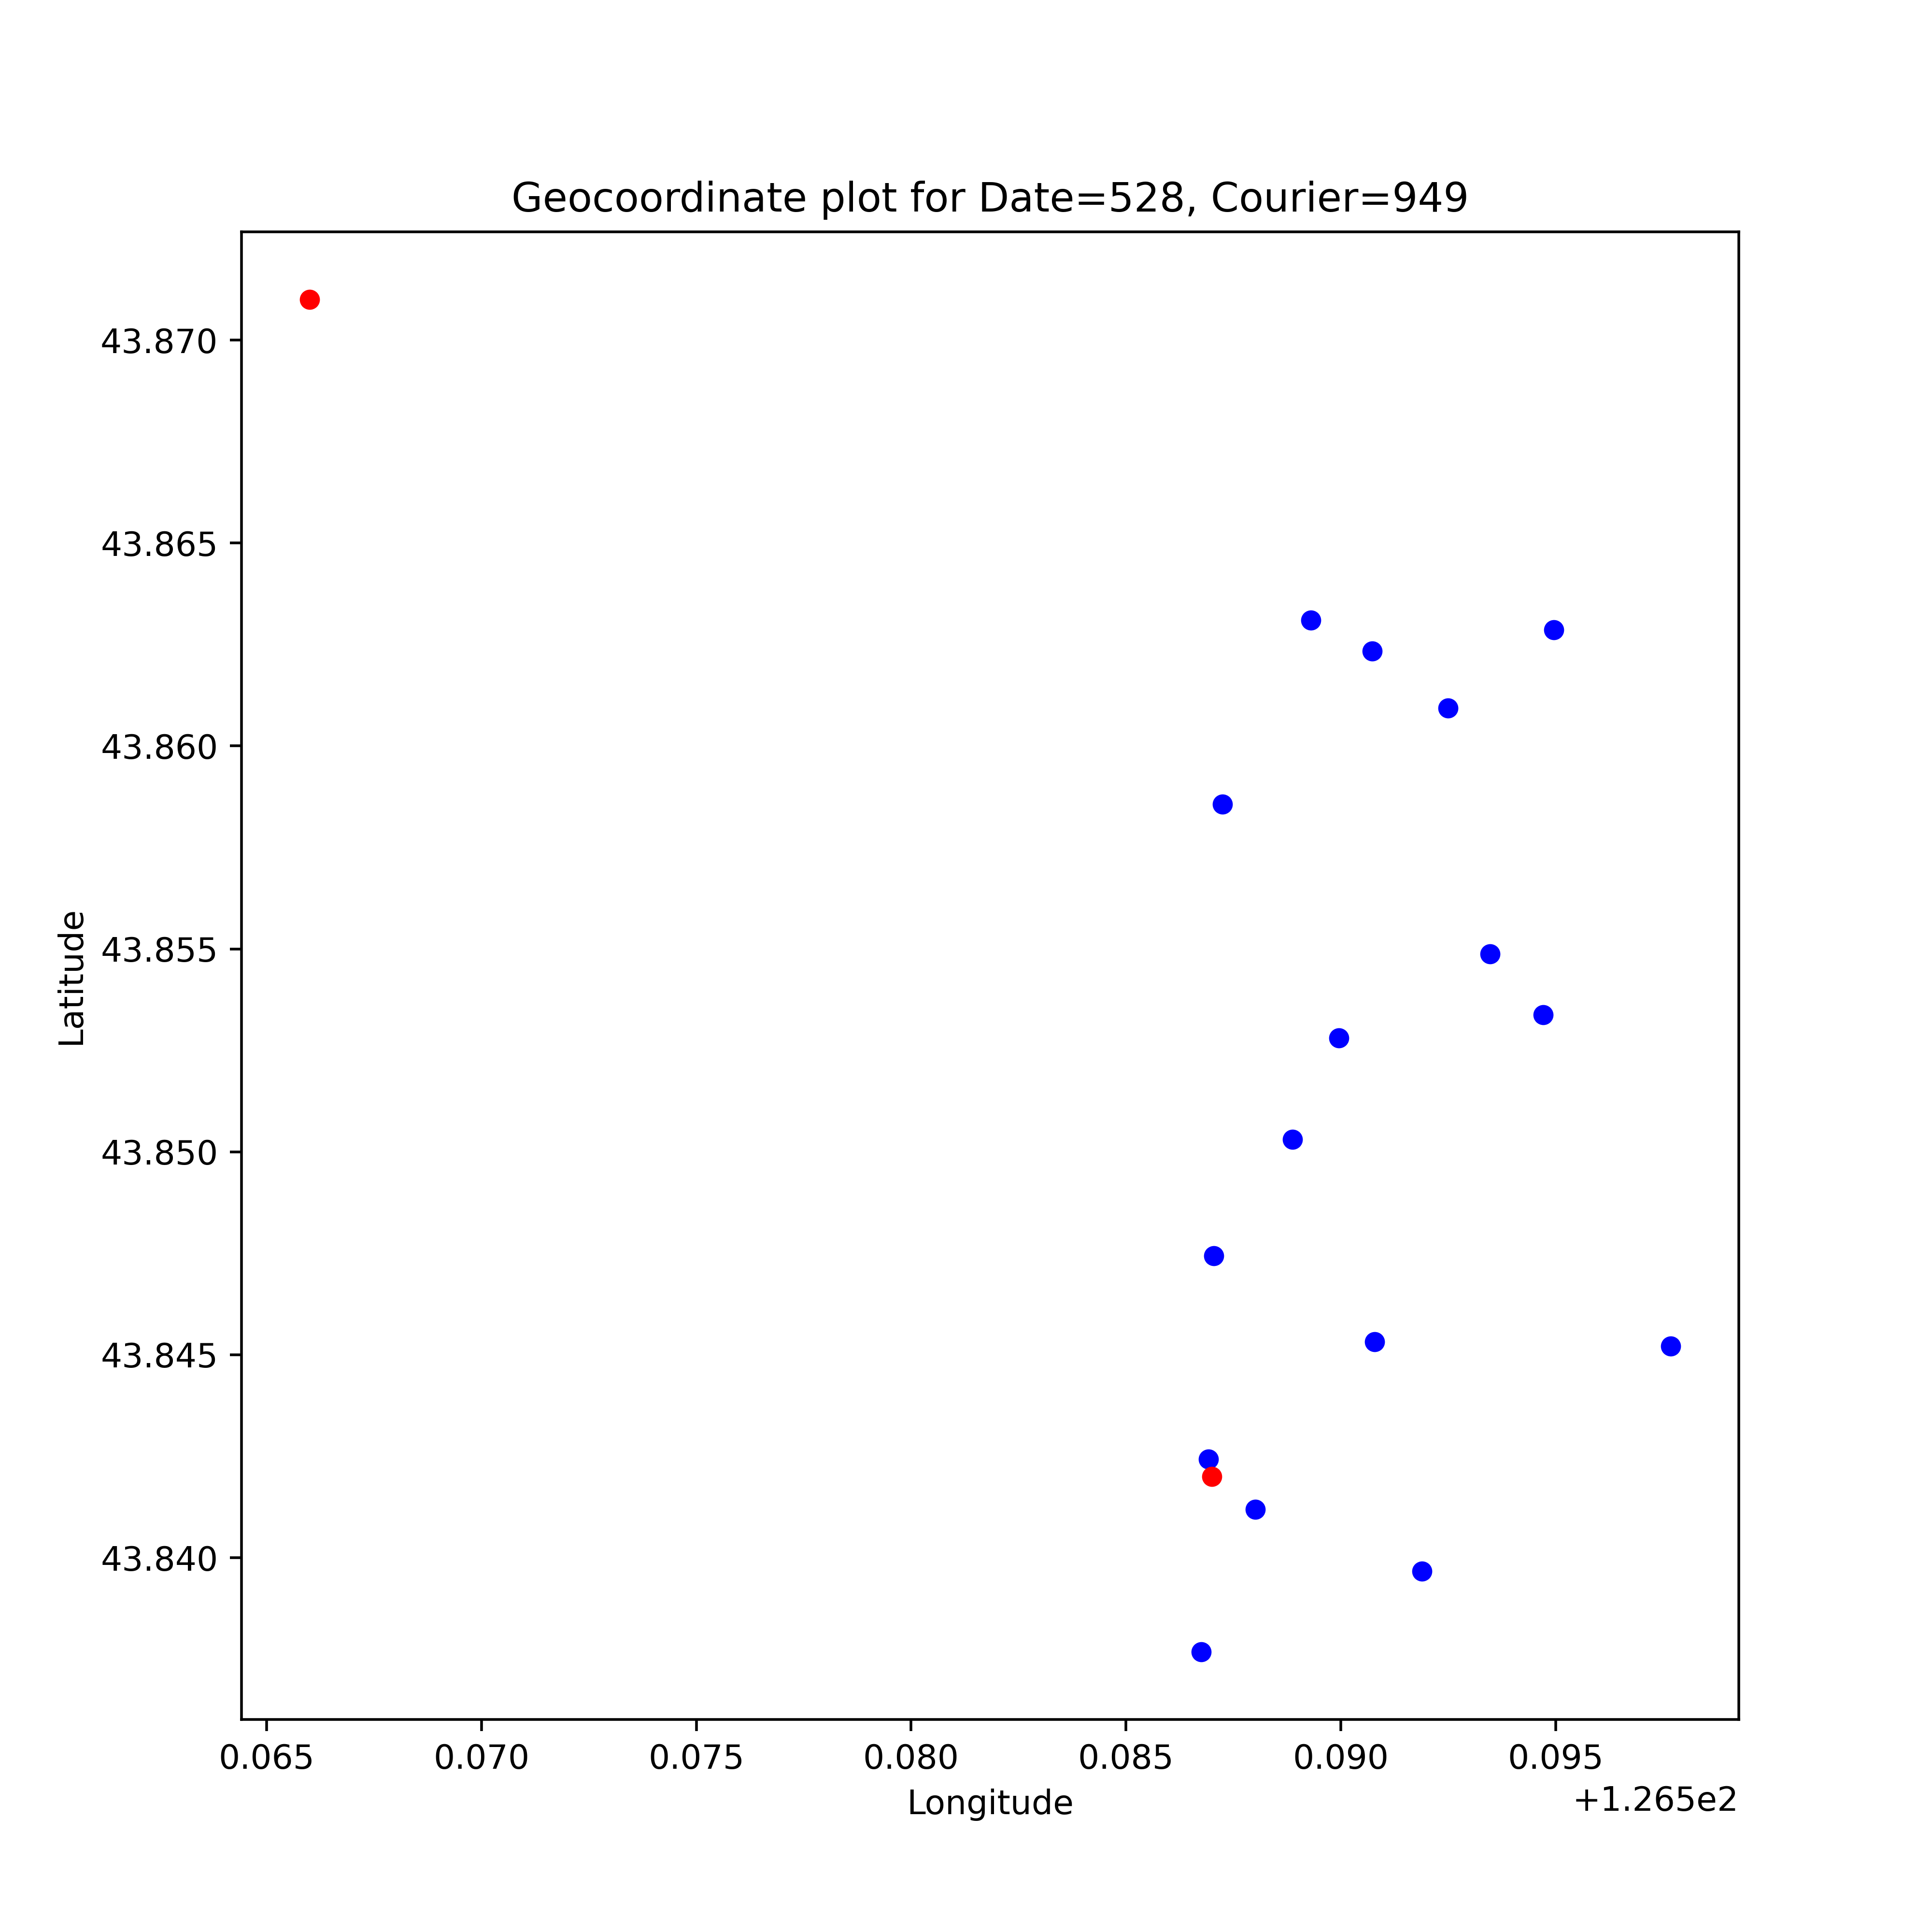 Geocoordinate plot for Date=528, Courier=949
Latitude
43.870
43.865
43.860
43.855
43.850
43.845
43.840
0.065 0.070 0.075 0.080 0.085 0.090 0.095
Longitude
+1.265e2